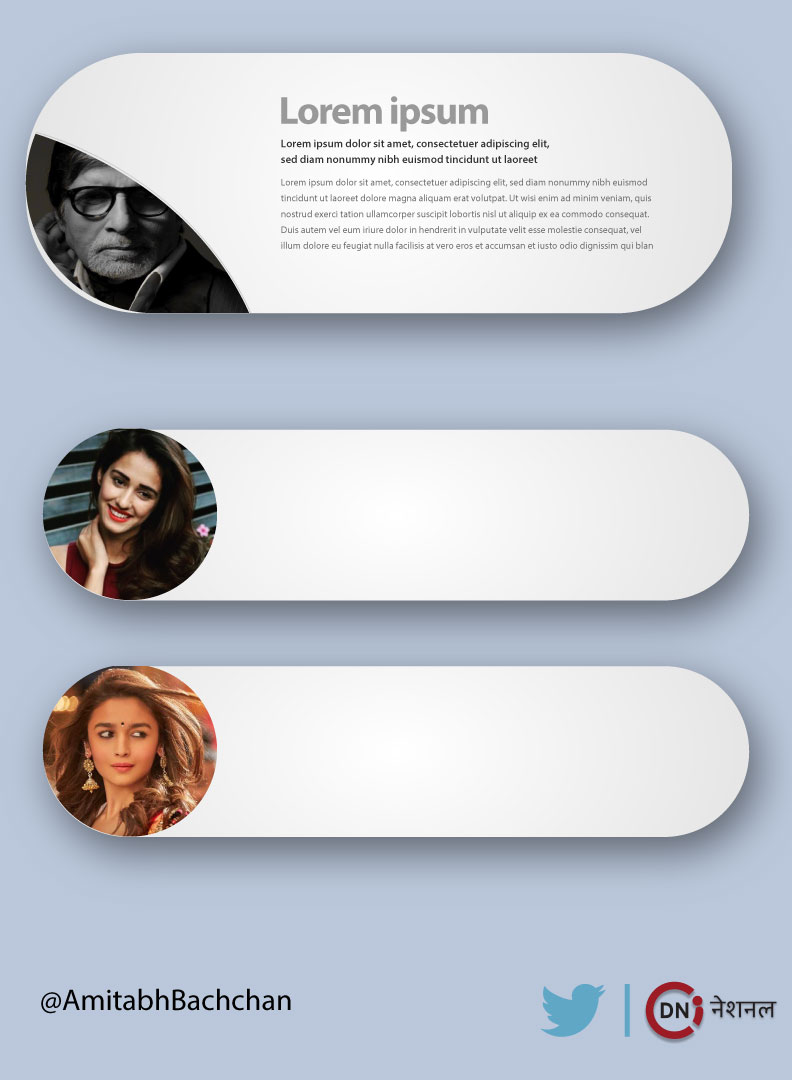 Lorem ipsum
Lorem ipsum dolor sit amet, consectetuer adipiscing elit,
sed diam nonummy nibh euismod tincidunt ut laoreet
Lorem ipsum dolor sit amet, consectetuer adipiscing elit, sed diam nonummy nibh euismod
tincidunt ut laoreet dolore magna aliquam erat volutpat. Ut wisi enim ad minim veniam, quis
nostrud exerci tation ullamcorper suscipit lobortis nisl ut aliquip ex ea commodo consequat.
Duis autem vel eum iriure dolor in hendrerit in vulputate velit esse molestie consequat, vel
illum dolore eu feugiat nulla facilisis at vero eros et accumsan et iusto odio dignissim qui blan
@AmitabhBachchan
DNi नेशनल